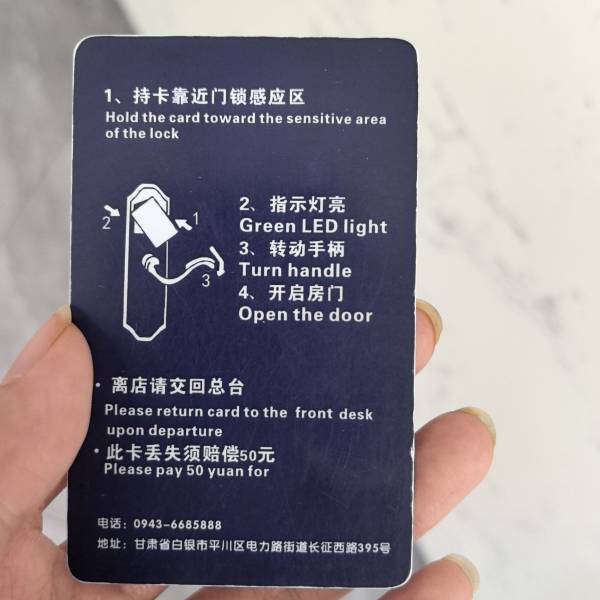 1、持卡靠近门锁感应区
Hold the card toward the sensitive area
of the lock
2
1
3
2、指示灯亮
Green LED light
3、转动手柄
Turn handle
4、开启房门
Open the door
· 离店请交回总台
Please return card to the front desk
upon departure
· 此卡丢失须赔偿50元
Please pay 50 yuan for
电话：0943-6685888
地址：甘肃省白银市平川区电力路街道长征西路395号